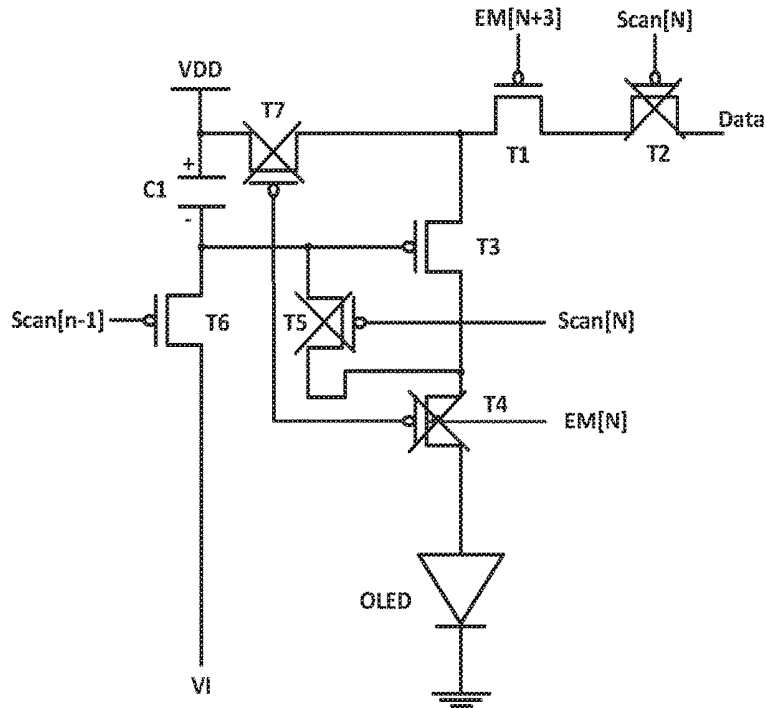 EM[N+3]
Scan[N]
VDD
T7
Data
T1
T2
+
C1
-
T3
Scan[n-1]
T6
T5
Scan[N]
T4
EM[N]
OLED
VI